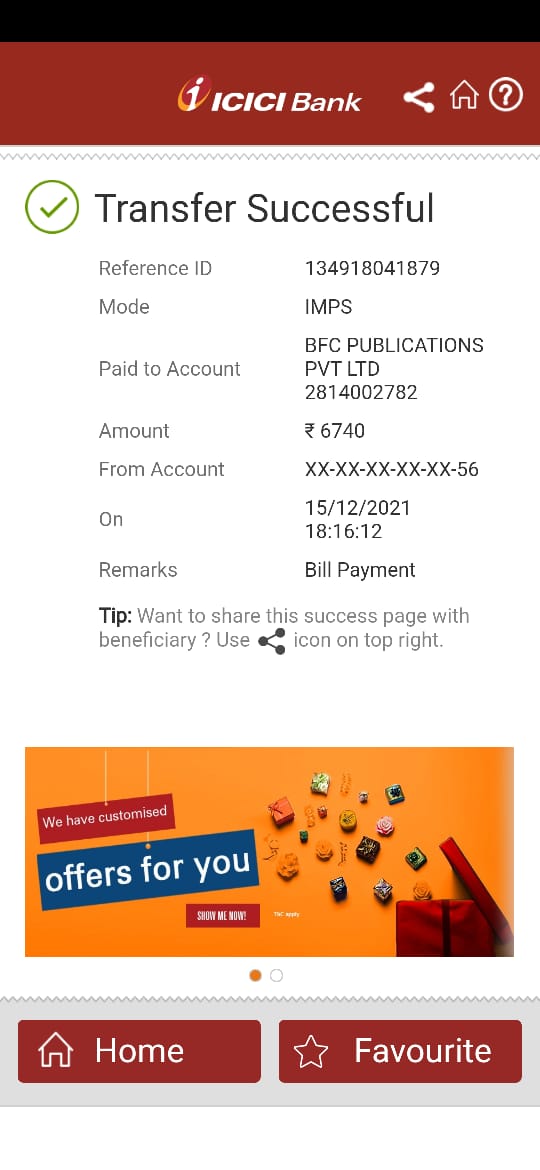 ICICI Bank
Transfer Successful
Reference ID 134918041879
Mode IMPS
Paid to Account BFC PUBLICATIONS
PVT LTD
2814002782
Amount ₹ 6740
From Account XX-XX-XX-XX-XX-56
On 15/12/2021
18:16:12
Remarks Bill Payment
Tip: Want to share this success page with
beneficiary ? Use icon on top right.
We have customised
offers for you
SHOW ME NOW!
T&C apply
Home
Favourite